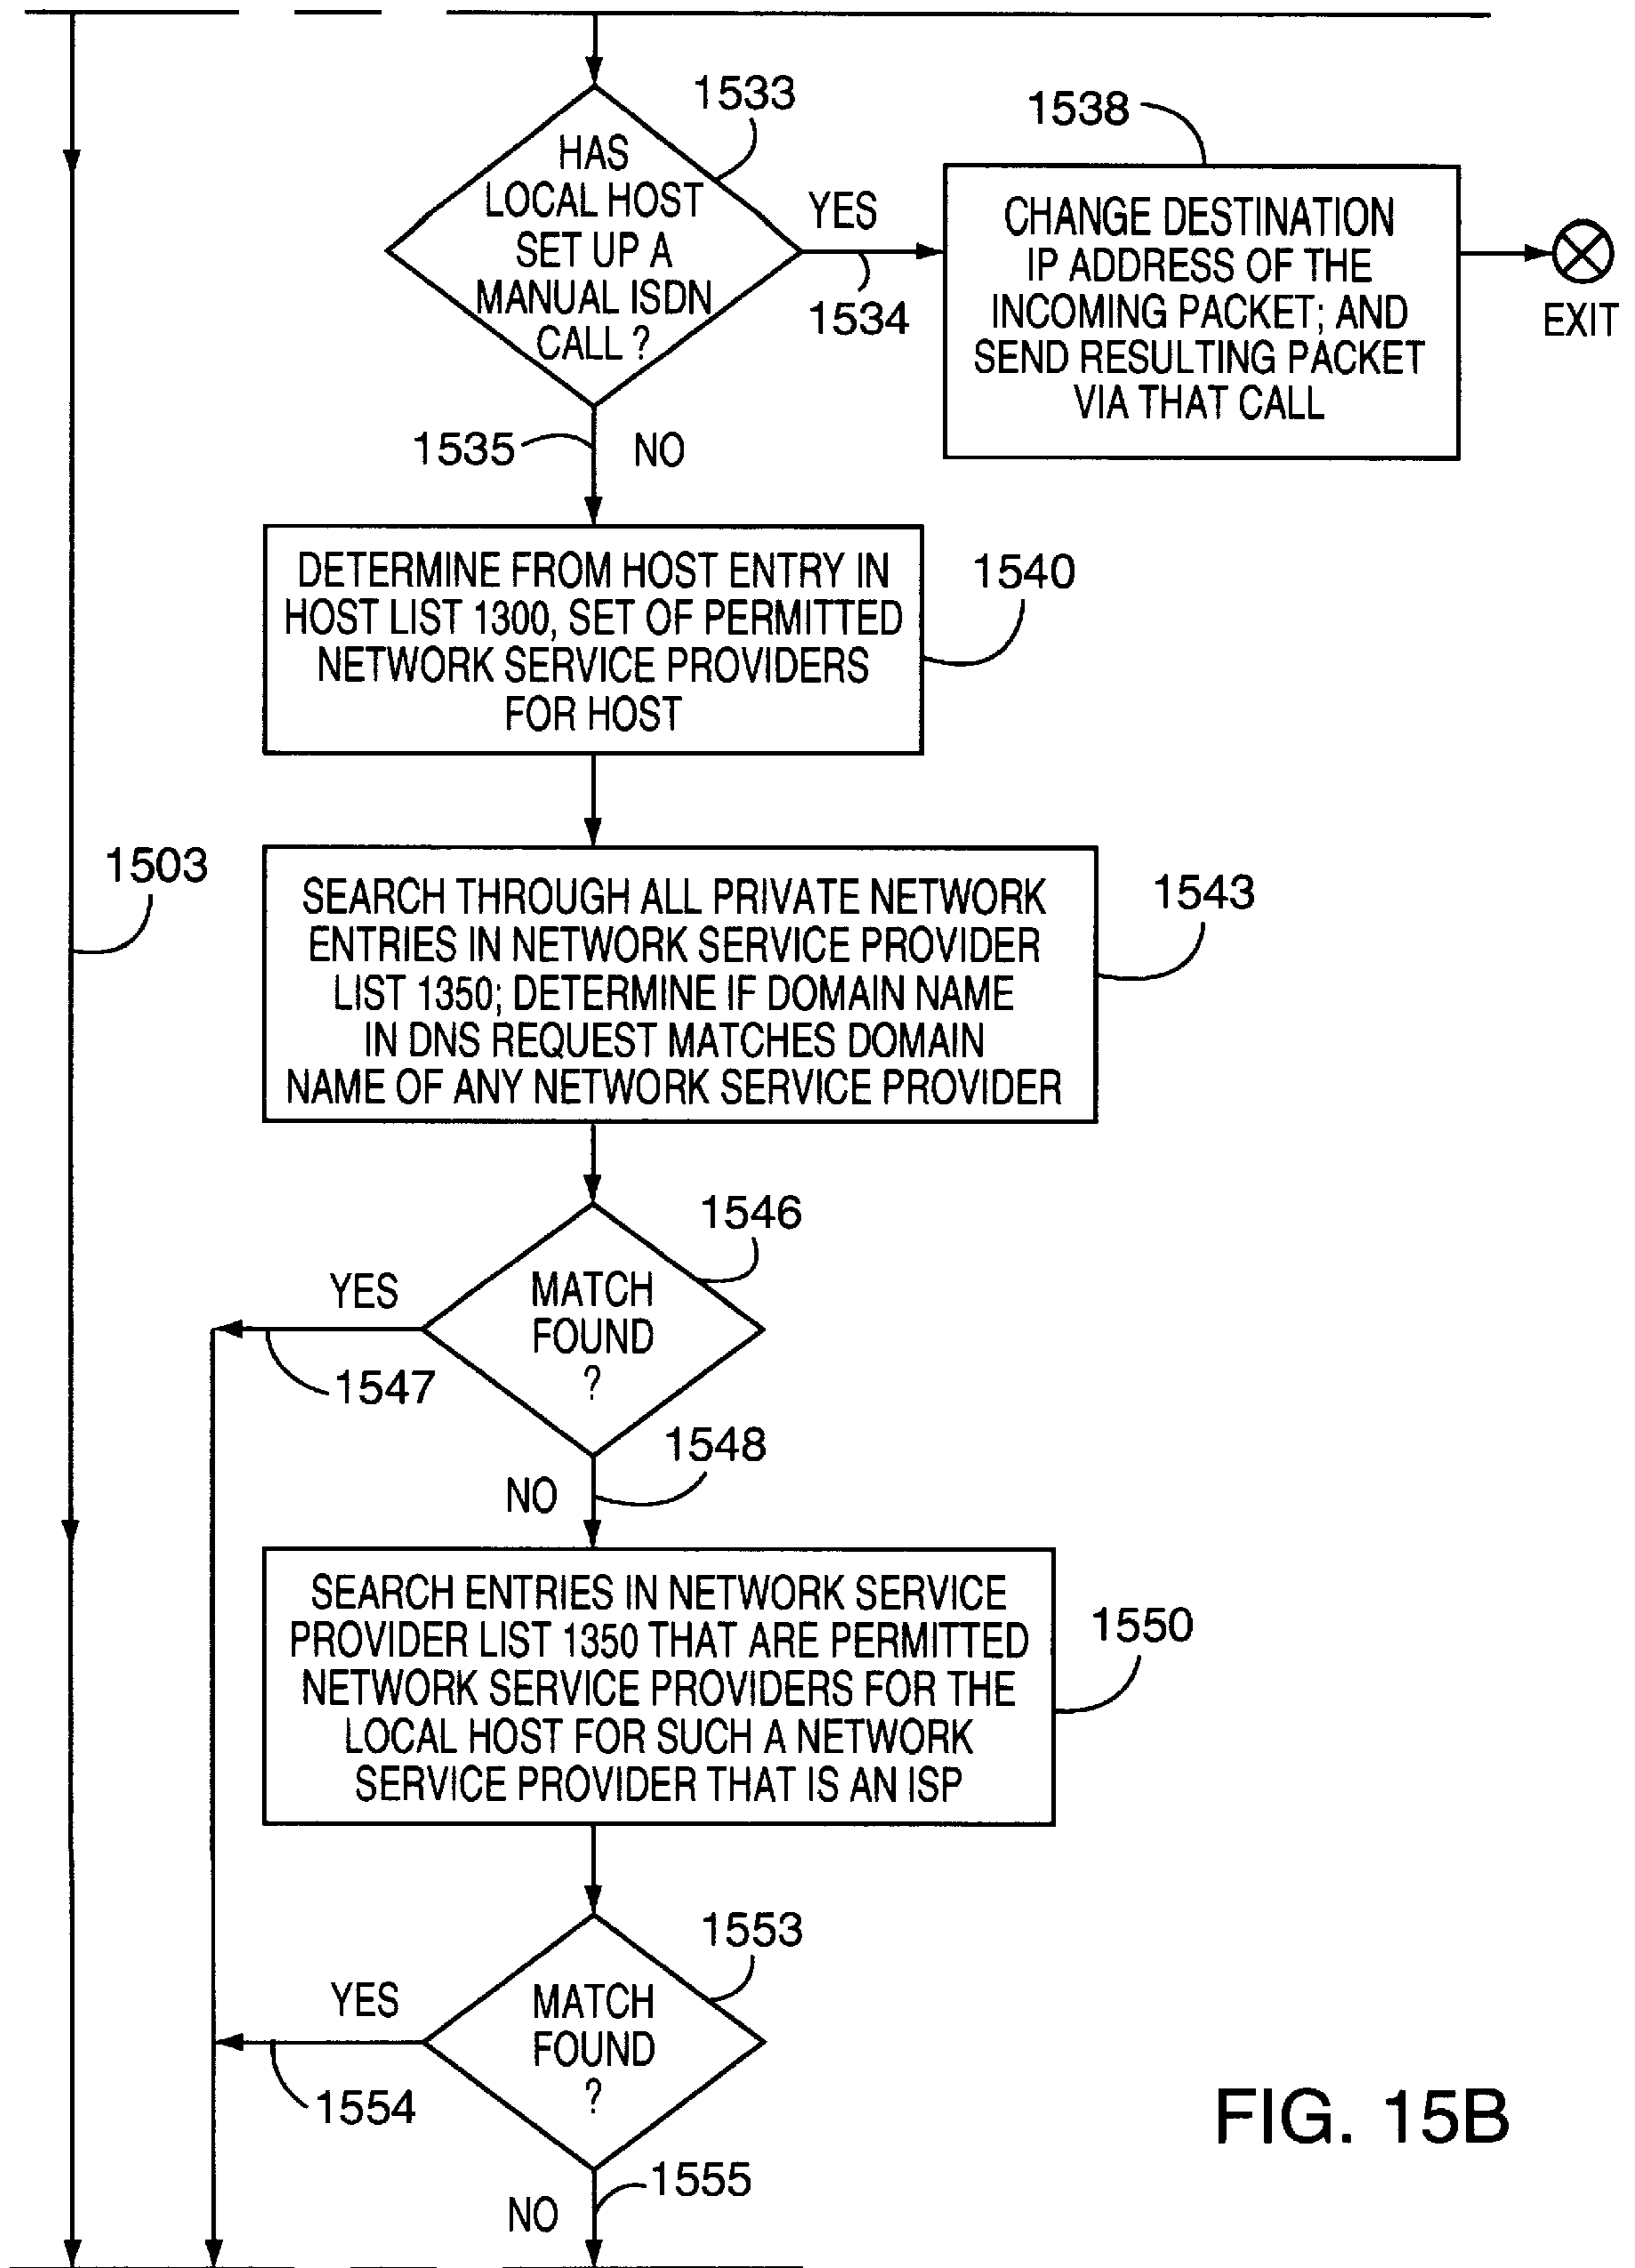 1533
HAS
LOCAL HOST
SET UP A
MANUAL ISDN
CALL ?
YES
1534
1538
CHANGE DESTINATION
IP ADDRESS OF THE
INCOMING PACKET; AND
SEND RESULTING PACKET
VIA THAT CALL
EXIT
1535
NO
DETERMINE FROM HOST ENTRY IN
HOST LIST 1300, SET OF PERMITTED
NETWORK SERVICE PROVIDERS
FOR HOST
1540
1503
SEARCH THROUGH ALL PRIVATE NETWORK
ENTRIES IN NETWORK SERVICE PROVIDER
LIST 1350; DETERMINE IF DOMAIN NAME
IN DNS REQUEST MATCHES DOMAIN
NAME OF ANY NETWORK SERVICE PROVIDER
1543
1546
MATCH
FOUND
?
YES
1547
1548
NO
SEARCH ENTRIES IN NETWORK SERVICE
PROVIDER LIST 1350 THAT ARE PERMITTED
NETWORK SERVICE PROVIDERS FOR THE
LOCAL HOST FOR SUCH A NETWORK
SERVICE PROVIDER THAT IS AN ISP
1550
1553
MATCH
FOUND
?
YES
1554
1555
NO
FIG. 15B